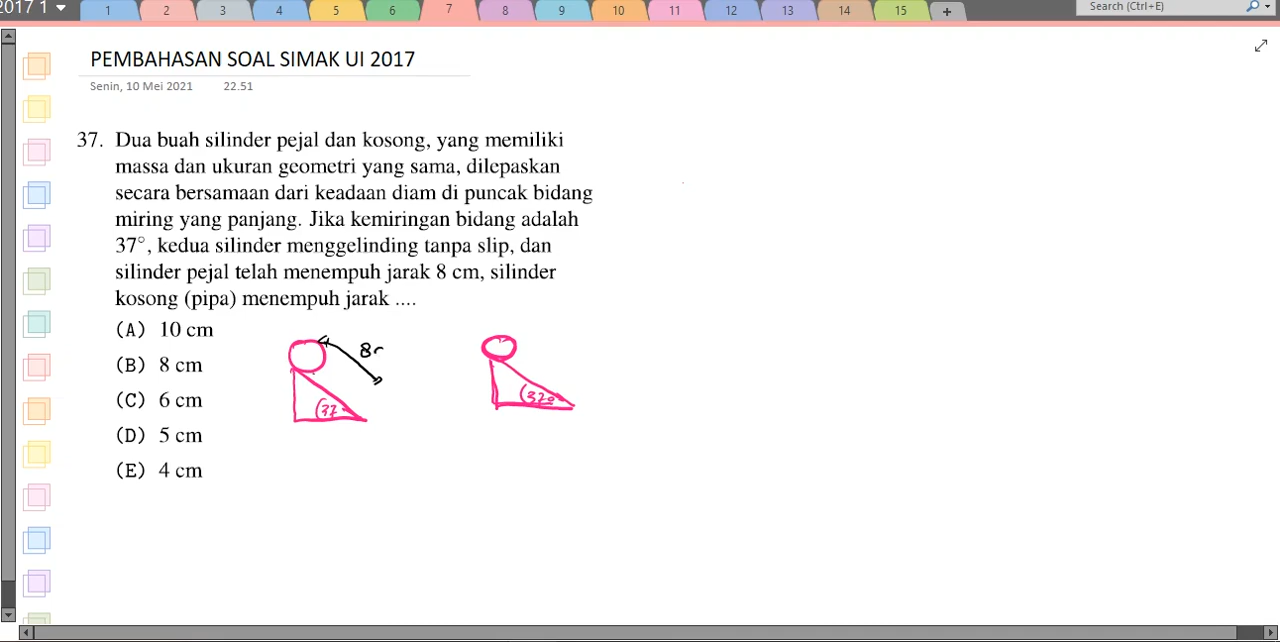 2017 1
1 2 3 4 5 6 7 8 9 10 11 12 13 14 15 +
Search (Ctrl+E)
PEMBAHASAN SOAL SIMAK UI 2017
Senin, 10 Mei 2021 22.51
37. Dua buah silinder pejal dan kosong, yang memiliki
massa dan ukuran geometri yang sama, dilepaskan
secara bersamaan dari keadaan diam di puncak bidang
miring yang panjang. Jika kemiringan bidang adalah
37°, kedua silinder menggelinding tanpa slip, dan
silinder pejal telah menempuh jarak 8 cm, silinder
kosong (pipa) menempuh jarak ....
(A) 10 cm
(B) 8 cm
(C) 6 cm
(D) 5 cm
(E) 4 cm
8r
37
37°